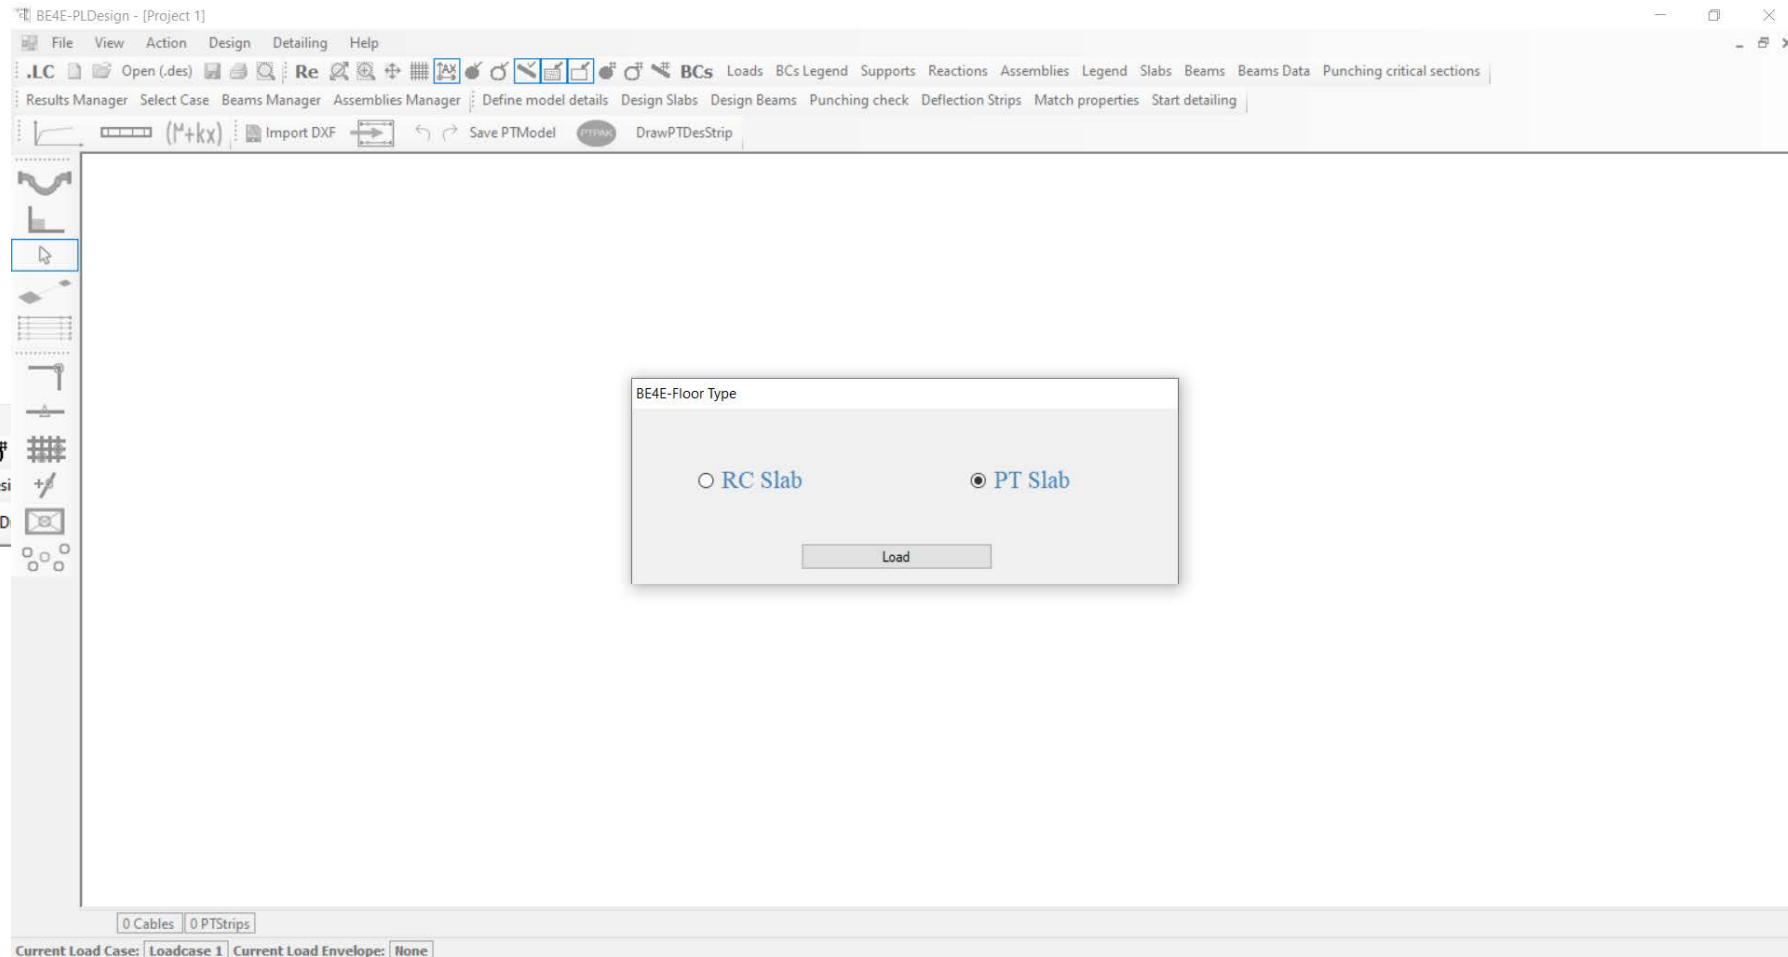 BE4E-PLDesign - [Project 1]
File View Action Design Detailing Help
.LC Open (.des) Re AX BCs Loads BCs Legend Supports Reactions Assemblies Legend Slabs Beams Beams Data Punching critical sections
Results Manager Select Case Beams Manager Assemblies Manager Define model details Design Slabs Design Beams Punching check Deflection Strips Match properties Start detailing
(μ+kx) Import DXF Save PTModel PTPAK DrawPTDesStrip
BE4E-Floor Type
si
D
RC Slab PT Slab
Load
0 Cables 0 PTStrips
Current Load Case: Loadcase 1 Current Load Envelope: None